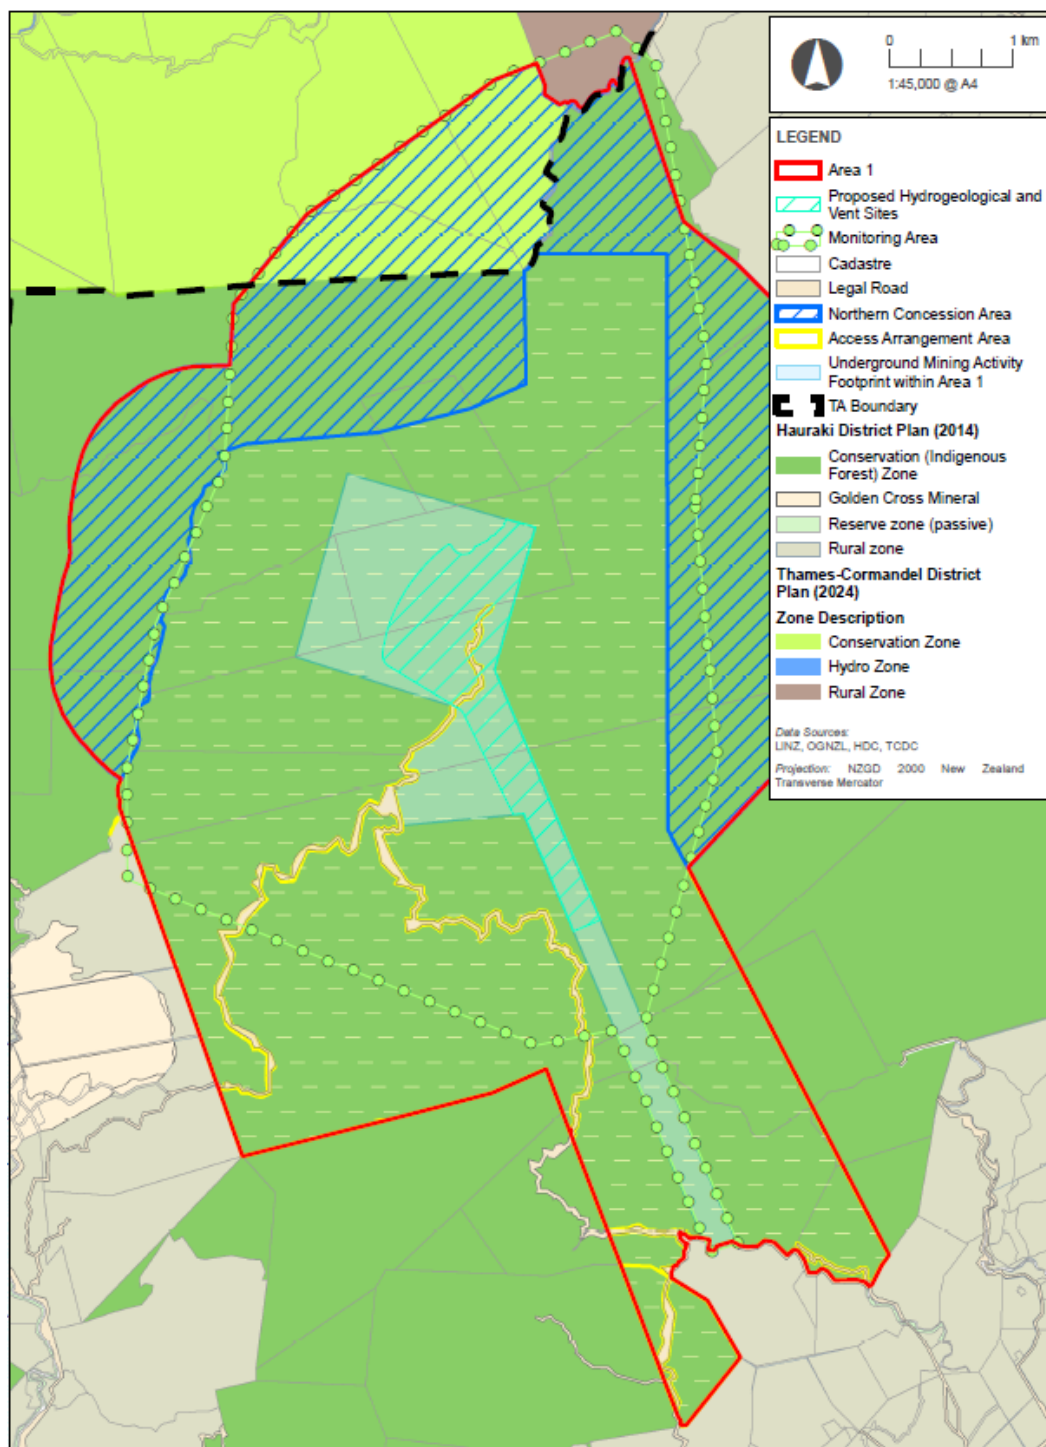 0 1 km
1:45,000 @ A4
LEGEND
Area 1
Proposed Hydrogeological and
Vent Sites
Monitoring Area
Cadastre
Legal Road
Northern Concession Area
Access Arrangement Area
Underground Mining Activity
Footprint within Area 1
TA Boundary
Hauraki District Plan (2014)
Conservation (Indigenous
Forest) Zone
Golden Cross Mineral
Reserve zone (passive)
Rural zone
Thames-Cormandel District
Plan (2024)
Zone Description
Conservation Zone
Hydro Zone
Rural Zone
Data Sources:
LINZ, OGNZL, HDC, TCDC
Projection: NZGD 2000 New Zealand
Transverse Mercator